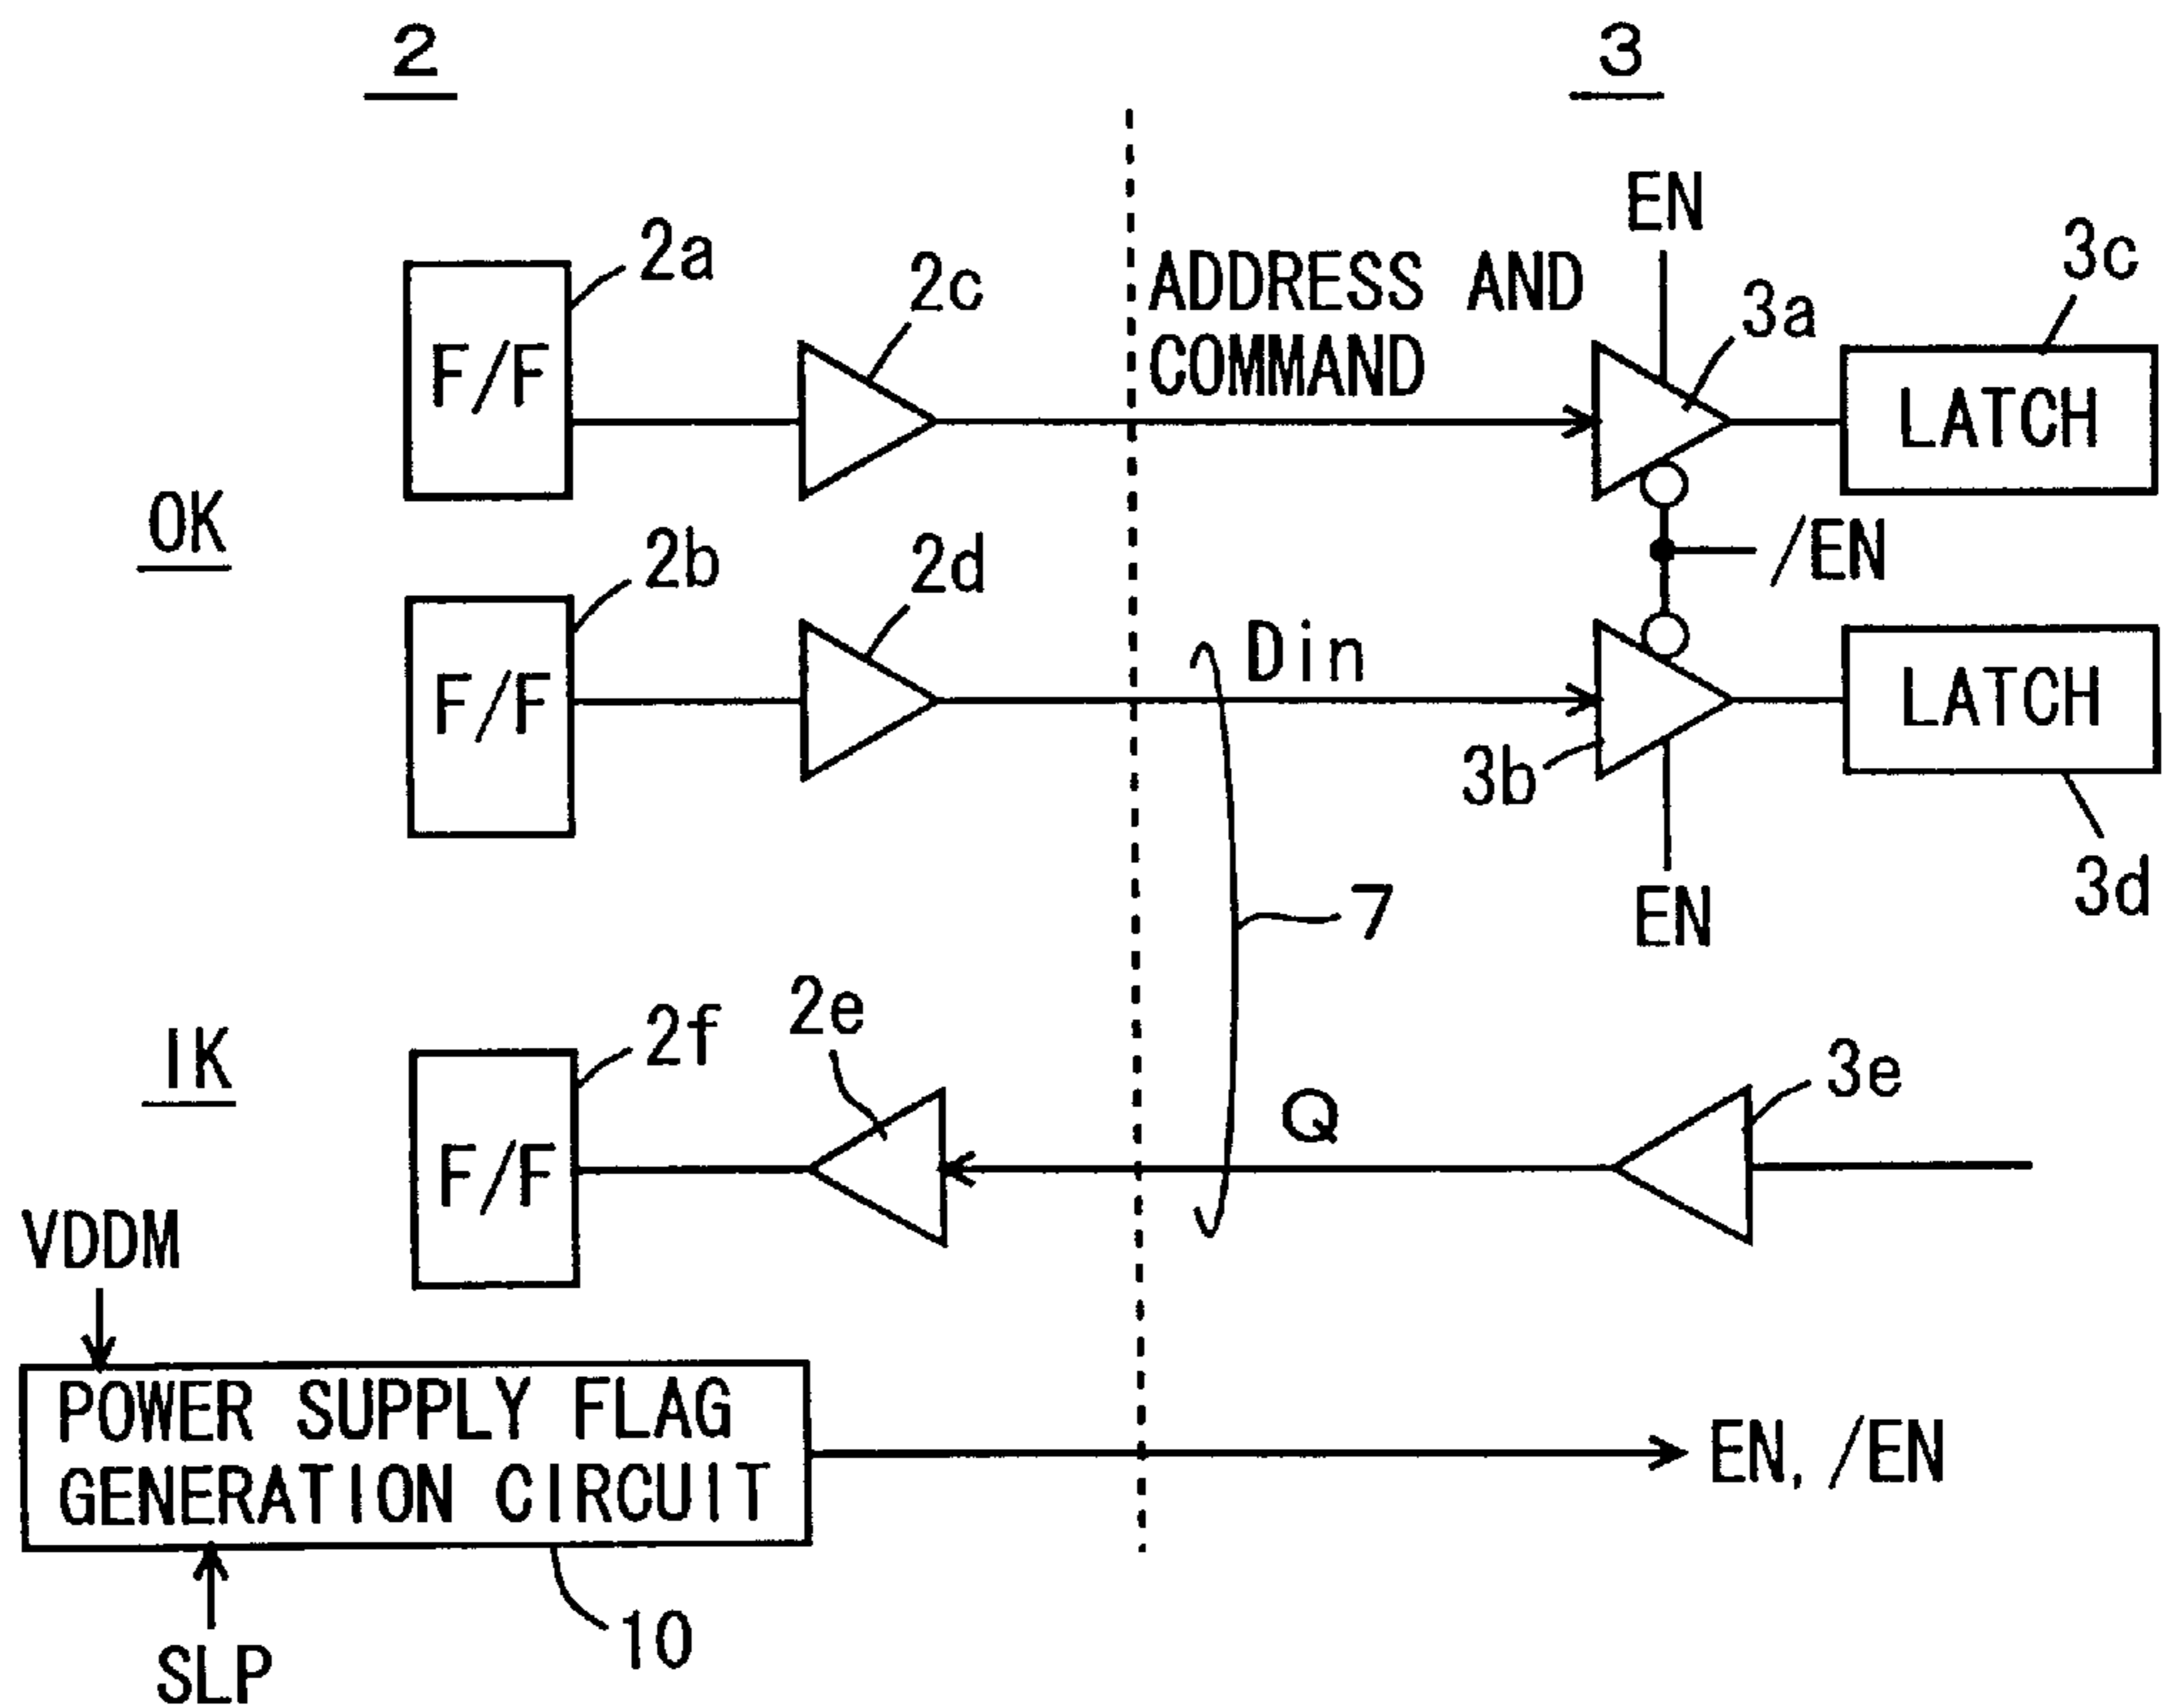 2
3
EN
2a
2c
ADDRESS AND
COMMAND
3a
3c
F/F
LATCH
OK
/EN
2b
2d
Din
F/F
LATCH
3b
3d
EN
7
1K
2f
2e
Q
3e
F/F
VDDM
POWER SUPPLY FLAG
GENERATION CIRCUIT
EN, /EN
10
SLP